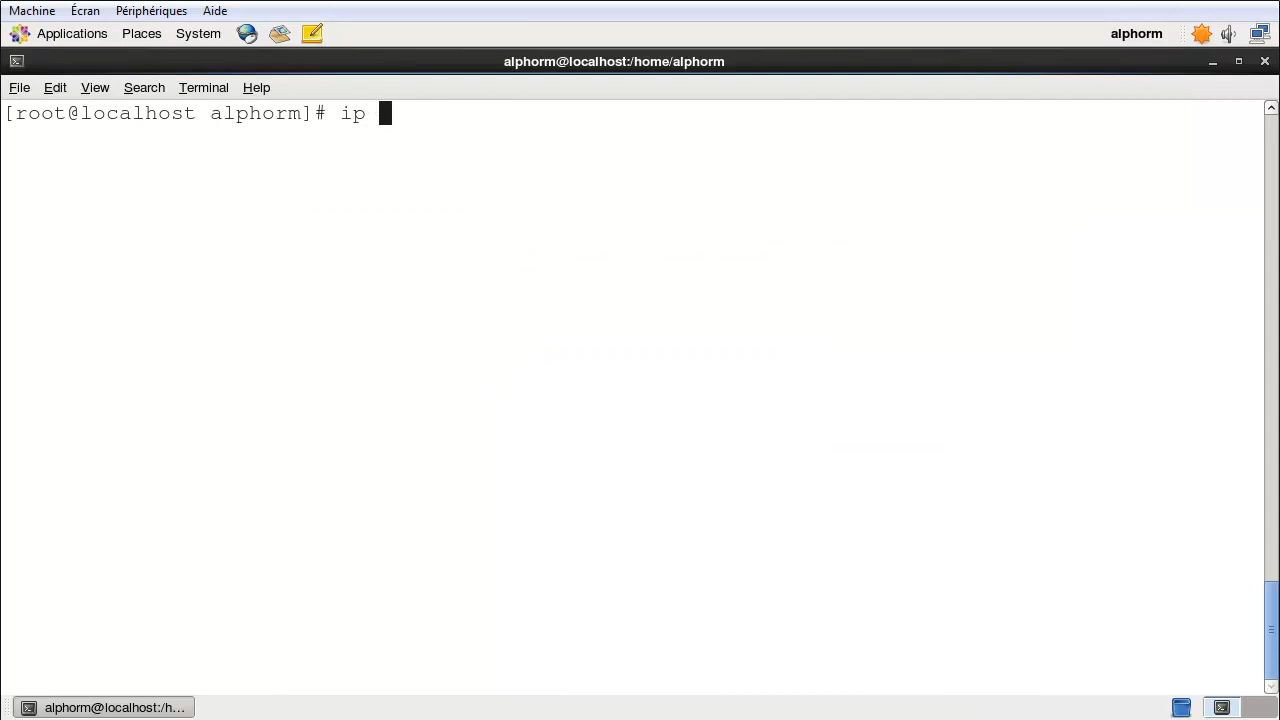 Machine Écran Périphériques Aide
Applications Places System alphorm
alphorm@localhost:/home/alphorm
File Edit View Search Terminal Help
[root@localhost alphorm]# ip
alphorm@localhost:/h...